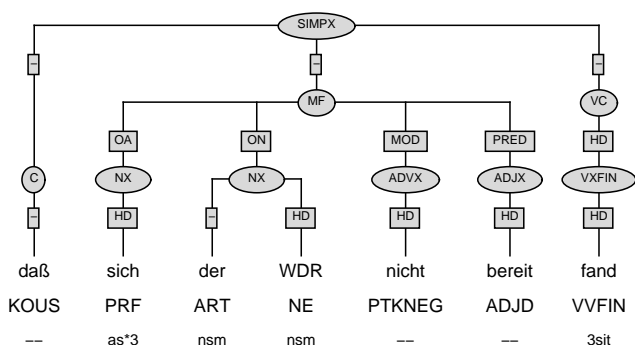 SIMPX
– – –
MF VC
OA ON MOD PRED HD
C NX NX ADVX ADJX VXFIN
– HD – HD HD HD HD
daß sich der WDR nicht bereit fand
KOUS PRF ART NE PTKNEG ADJD VVFIN
−− as*3 nsm nsm −− −− 3sit